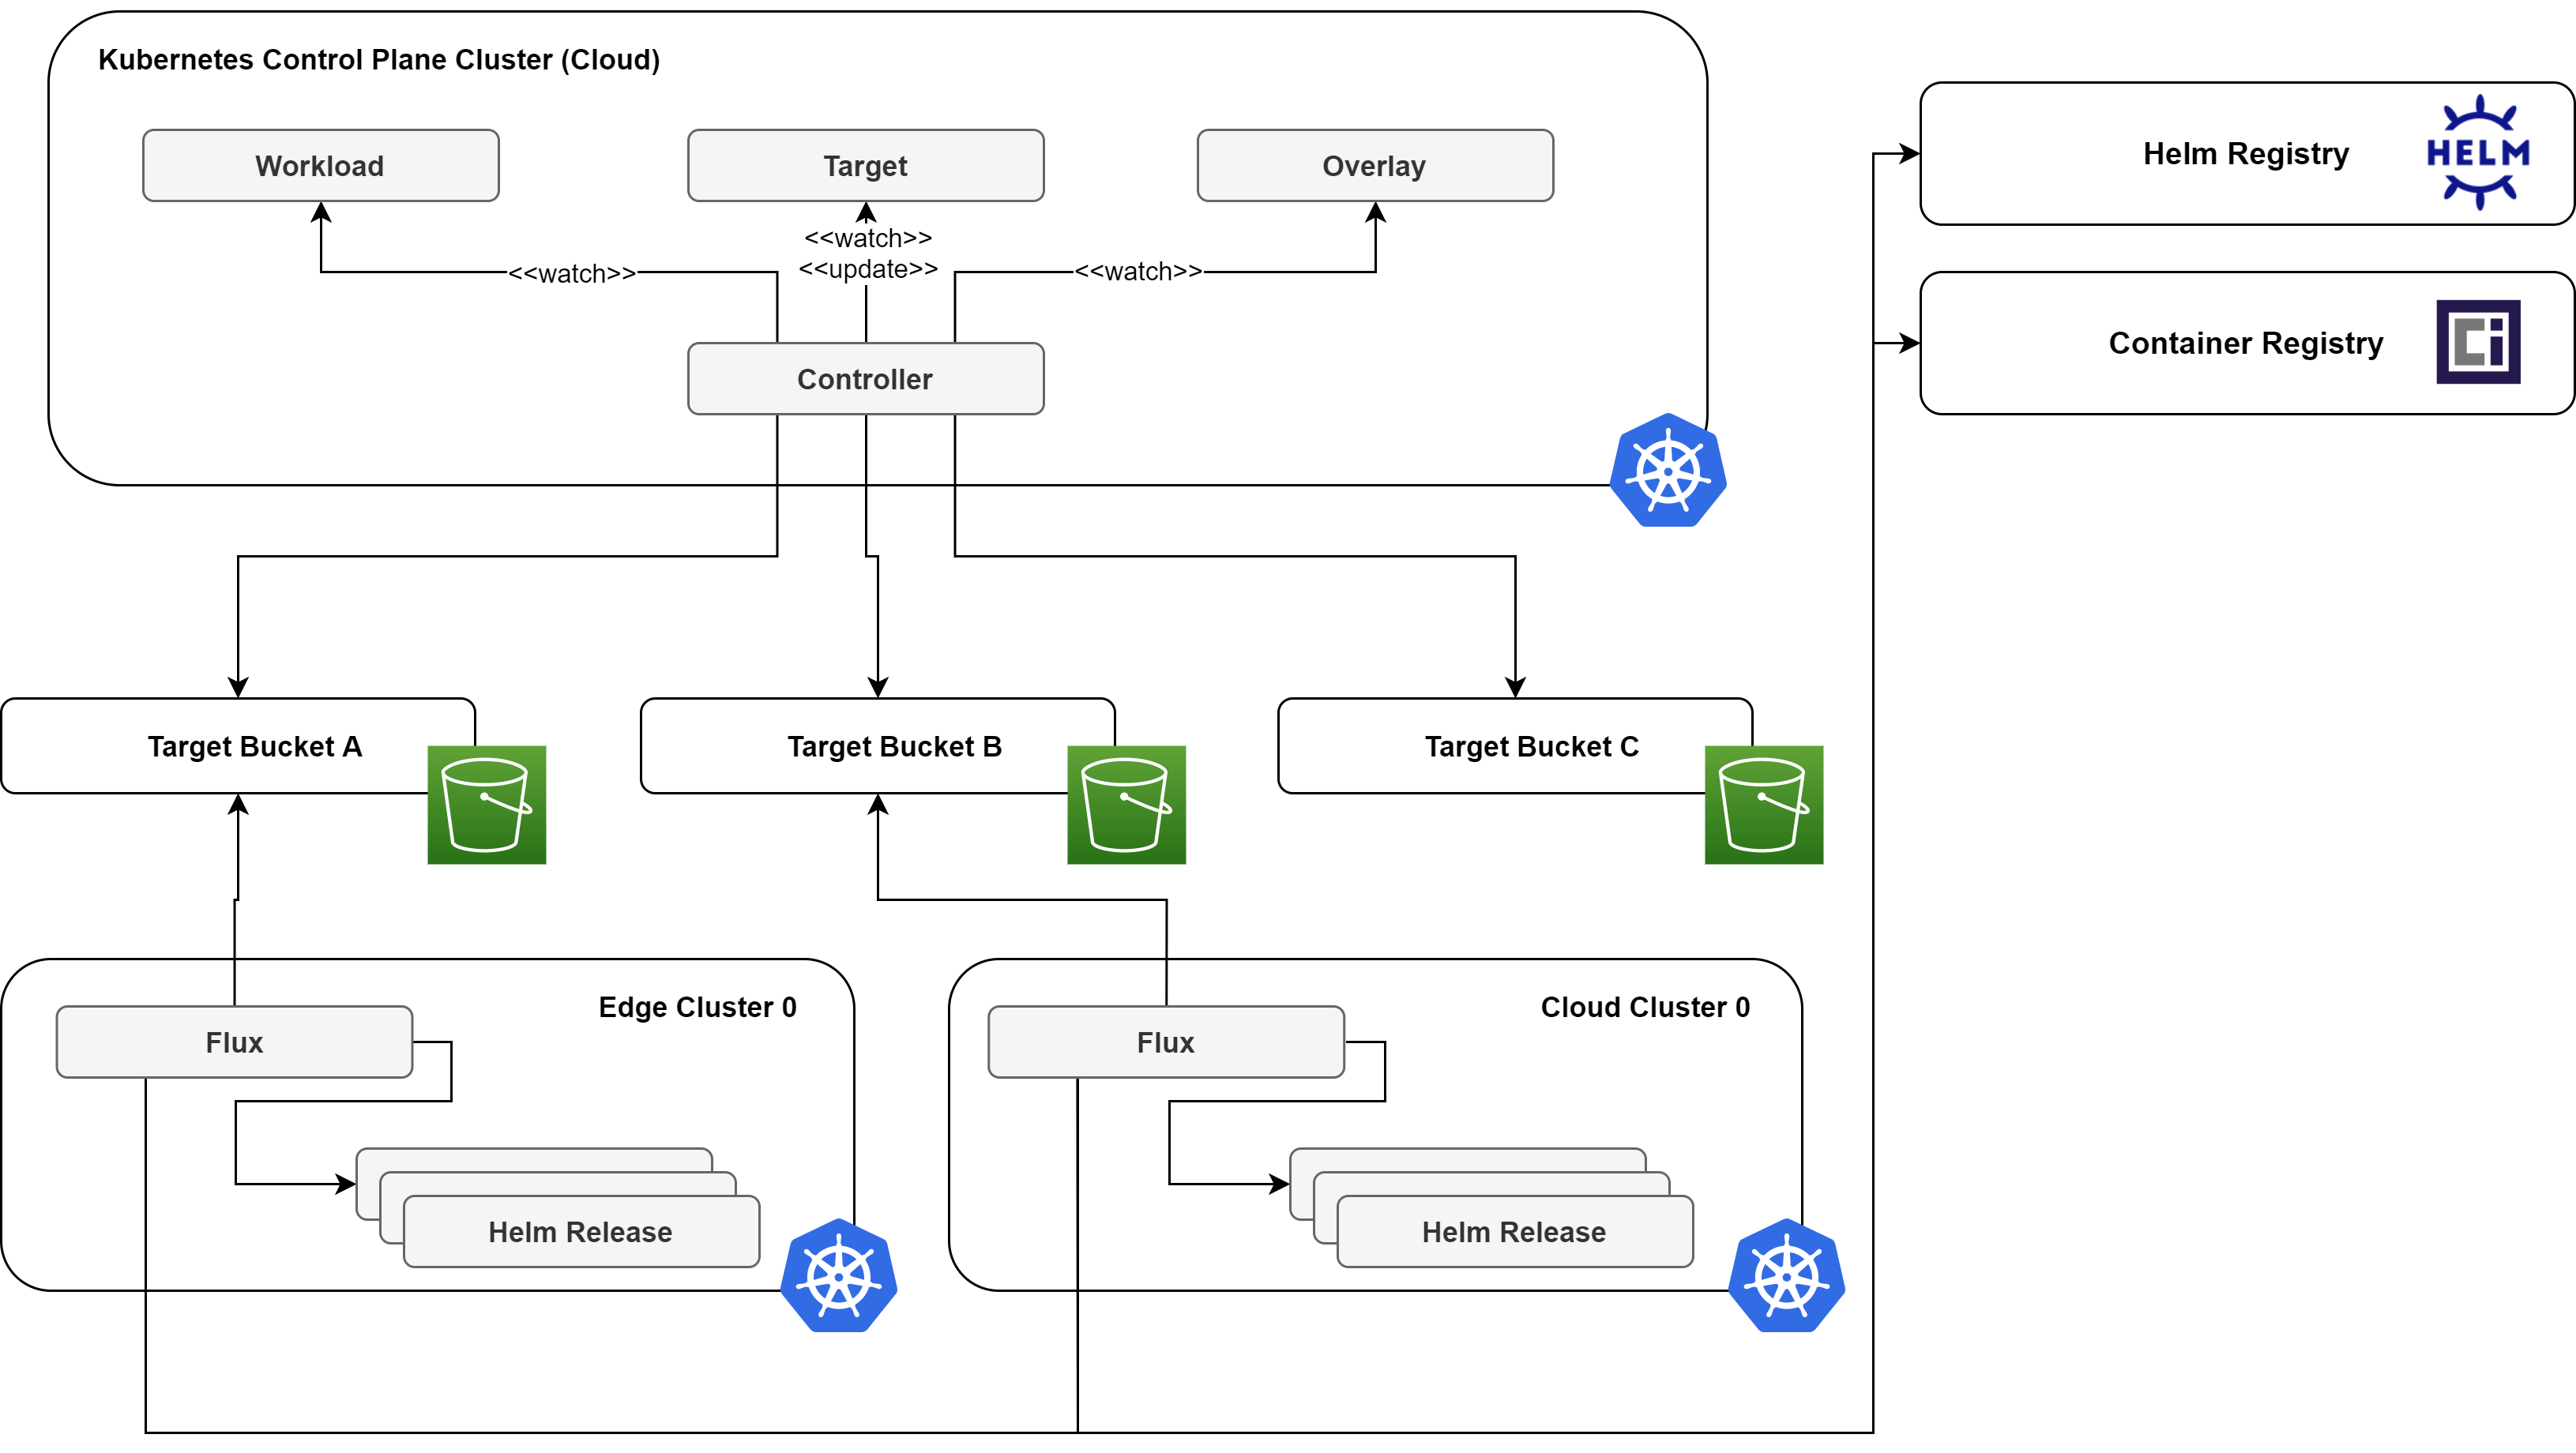 Kubernetes Control Plane Cluster (Cloud)
Workload
Target
Overlay
<<watch>>
<<watch>>
<<update>>
<<watch>>
Controller
Helm Registry
HELM
Container Registry
Ci
Target Bucket A
Target Bucket B
Target Bucket C
Edge Cluster 0
Flux
Helm Release
Cloud Cluster 0
Flux
Helm Release